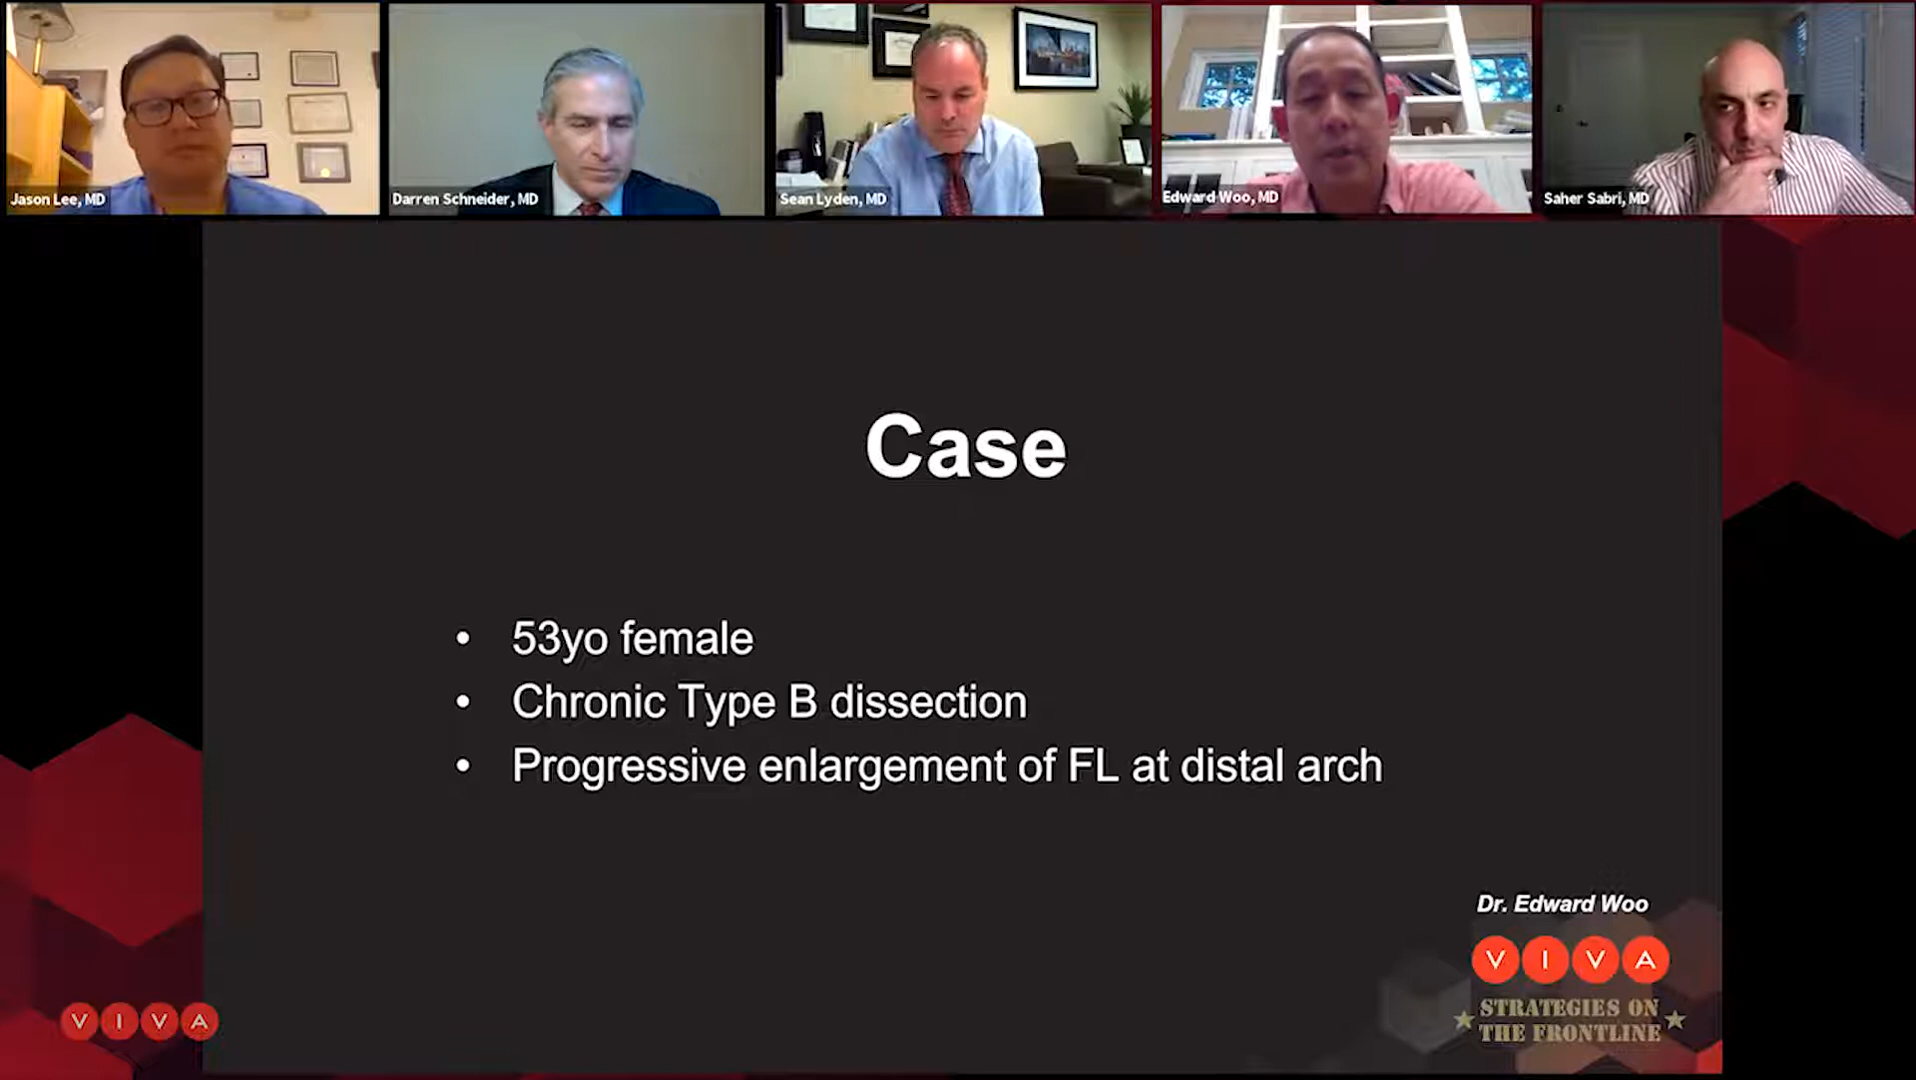 Jason Lee, MD
Darren Schneider, MD
Sean Lyden, MD
Edward Woo, MD
Saher Sabri, MD
Case
• 53yo female
• Chronic Type B dissection
• Progressive enlargement of FL at distal arch
Dr. Edward Woo
VIVA
STRATEGIES ON
THE FRONTLINE
VIVA